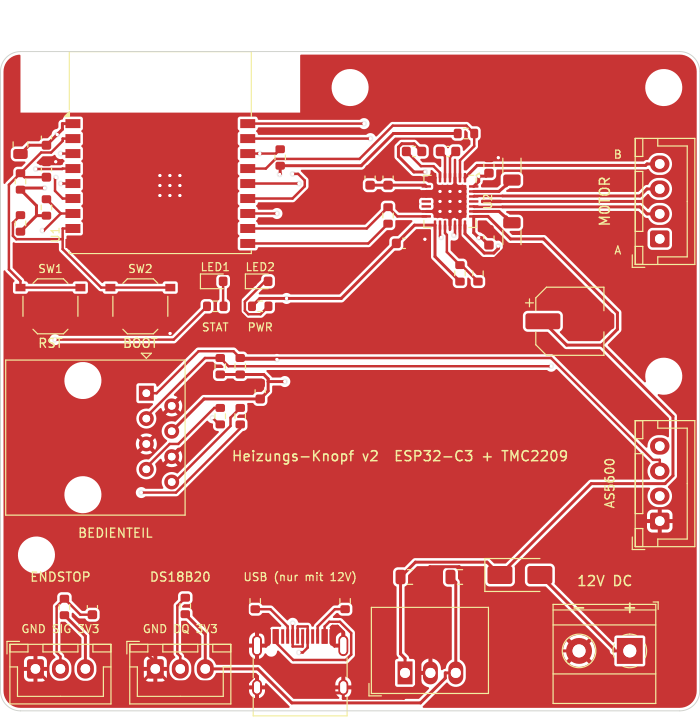 B
MOTOR
A
SW1
SW2
LED1
LED2
RST
BOOT
STAT
PWR
+
Heizungs-Knopf v2 ESP32-C3 + TMC2209
AS5600
BEDIENTEIL
ENDSTOP
DS18B20
USB (nur mit 12V)
12V DC
- +
GND SIG 3V3
GND DQ 3V3